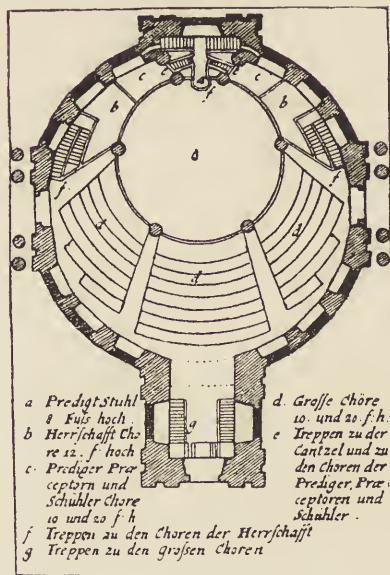 c
c
e
f
b
b
f
f
8
d
d
d
g
a Predigt Stuhl
8 Fuſs hoch.
b Herrschafft Cho
re 12. f. hoch
c. Prediger Præ
ceptorn und
Schühler Chore
10 und 20 f. h
d. Groſse Chöre
10. und 20. f. h.
e Treppen zu der
Cantzel und zu
den Choren der
Prediger, Præ
ceptoren und
Schuhler.
f Treppen zu den Choren der Herrschafft
g Treppen zu den großen Choren